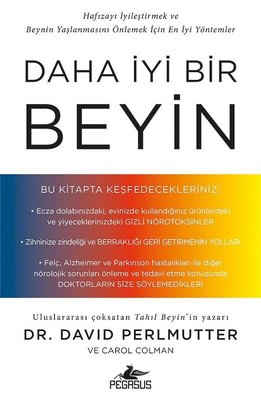 Hafızayı İyileştirmek ve
Beynin Yaşlanmasını Önlemek İçin En İyi Yöntemler
DAHA İYİ BİR
BEYİN
BU KİTAPTA KEŞFEDECEKLERİNİZ:
• Ecza dolabınızdaki, evinizde kullandığınız ürünlerdeki
ve yiyeceklerinizdeki GİZLİ NÖROTOKSİNLER
• Zihninize zindeliği ve BERRAKLIĞI GERİ GETİRMENİN YOLLARI
• Felç, Alzheimer ve Parkinson hastalıkları ile diğer
nörolojik sorunları önleme ve tedavi etme konusunda
DOKTORLARIN SİZE SÖYLEMEDİKLERİ
Uluslararası çoksatan Tahıl Beyin'in yazarı
DR. DAVID PERLMUTTER
VE CAROL COLMAN
PEGASUS